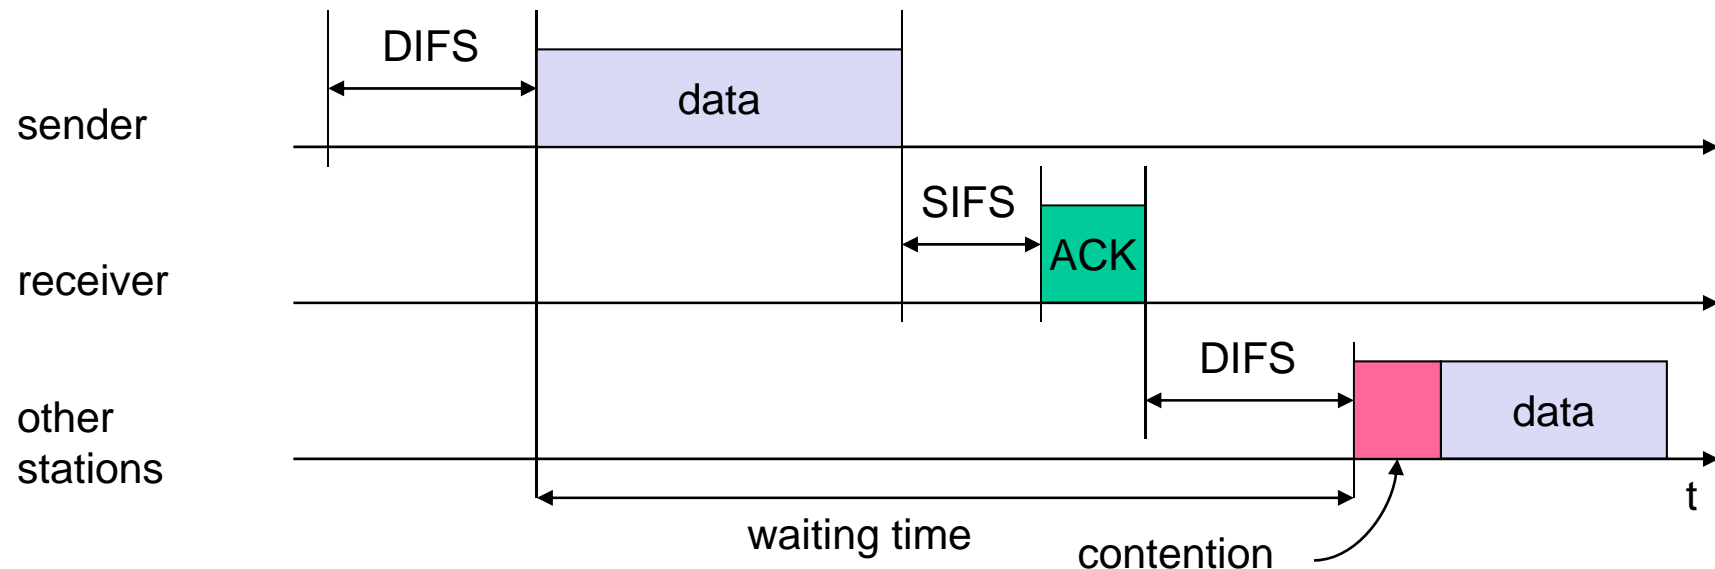 DIFS
data
sender
SIFS
ACK
receiver
DIFS
data
other
stations
t
waiting time
contention